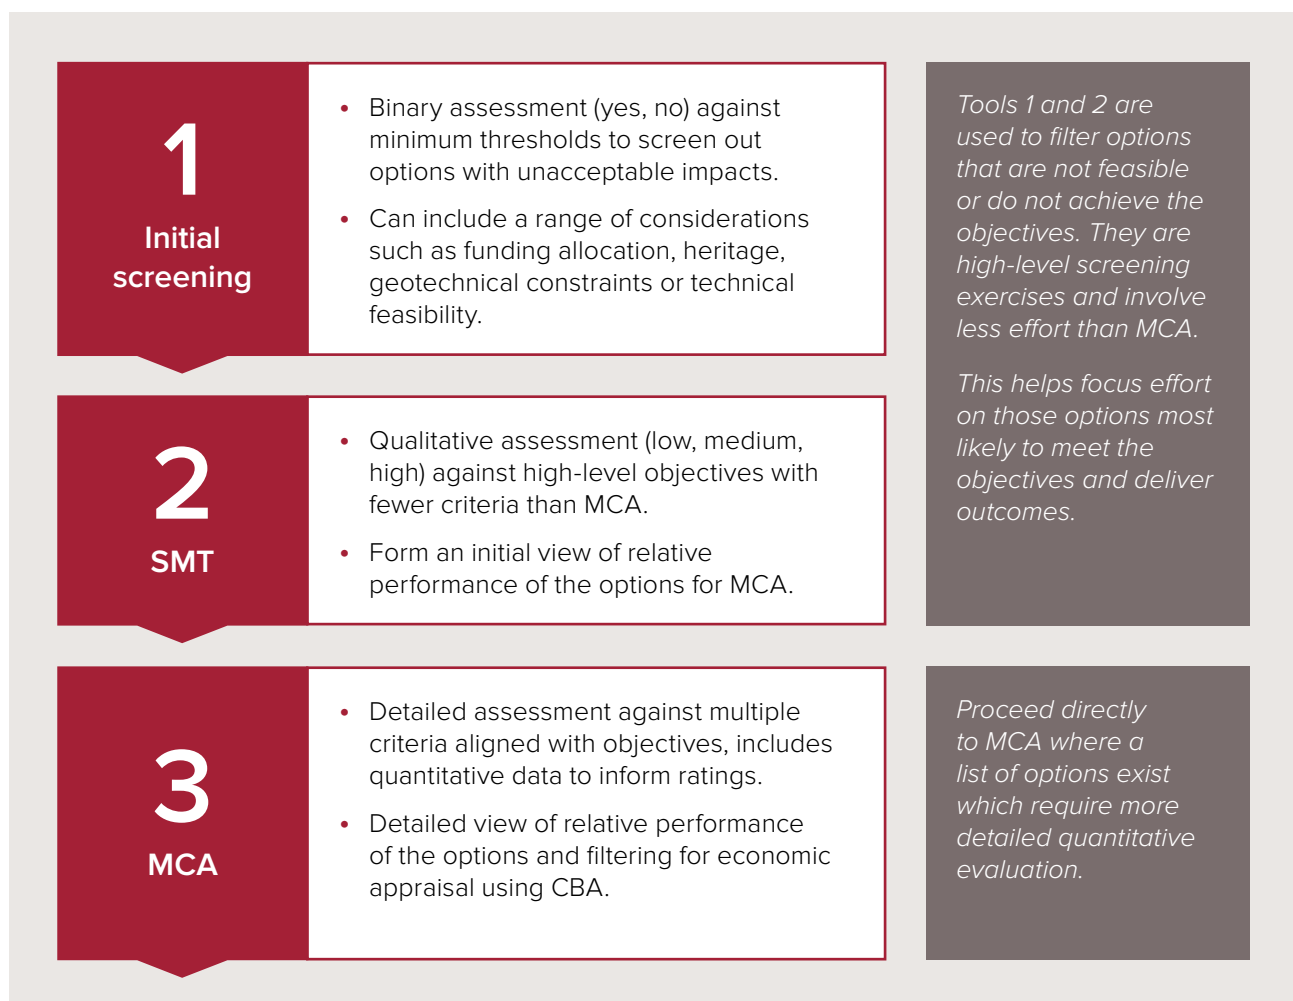 1
Initial
screening
• Binary assessment (yes, no) against
minimum thresholds to screen out
options with unacceptable impacts.
• Can include a range of considerations
such as funding allocation, heritage,
geotechnical constraints or technical
feasibility.
Tools 1 and 2 are
used to filter options
that are not feasible
or do not achieve the
objectives. They are
high-level screening
exercises and involve
less effort than MCA.
This helps focus effort
on those options most
likely to meet the
objectives and deliver
outcomes.
2
SMT
• Qualitative assessment (low, medium,
high) against high-level objectives with
fewer criteria than MCA.
• Form an initial view of relative
performance of the options for MCA.
3
MCA
• Detailed assessment against multiple
criteria aligned with objectives, includes
quantitative data to inform ratings.
• Detailed view of relative performance
of the options and filtering for economic
appraisal using CBA.
Proceed directly
to MCA where a
list of options exist
which require more
detailed quantitative
evaluation.